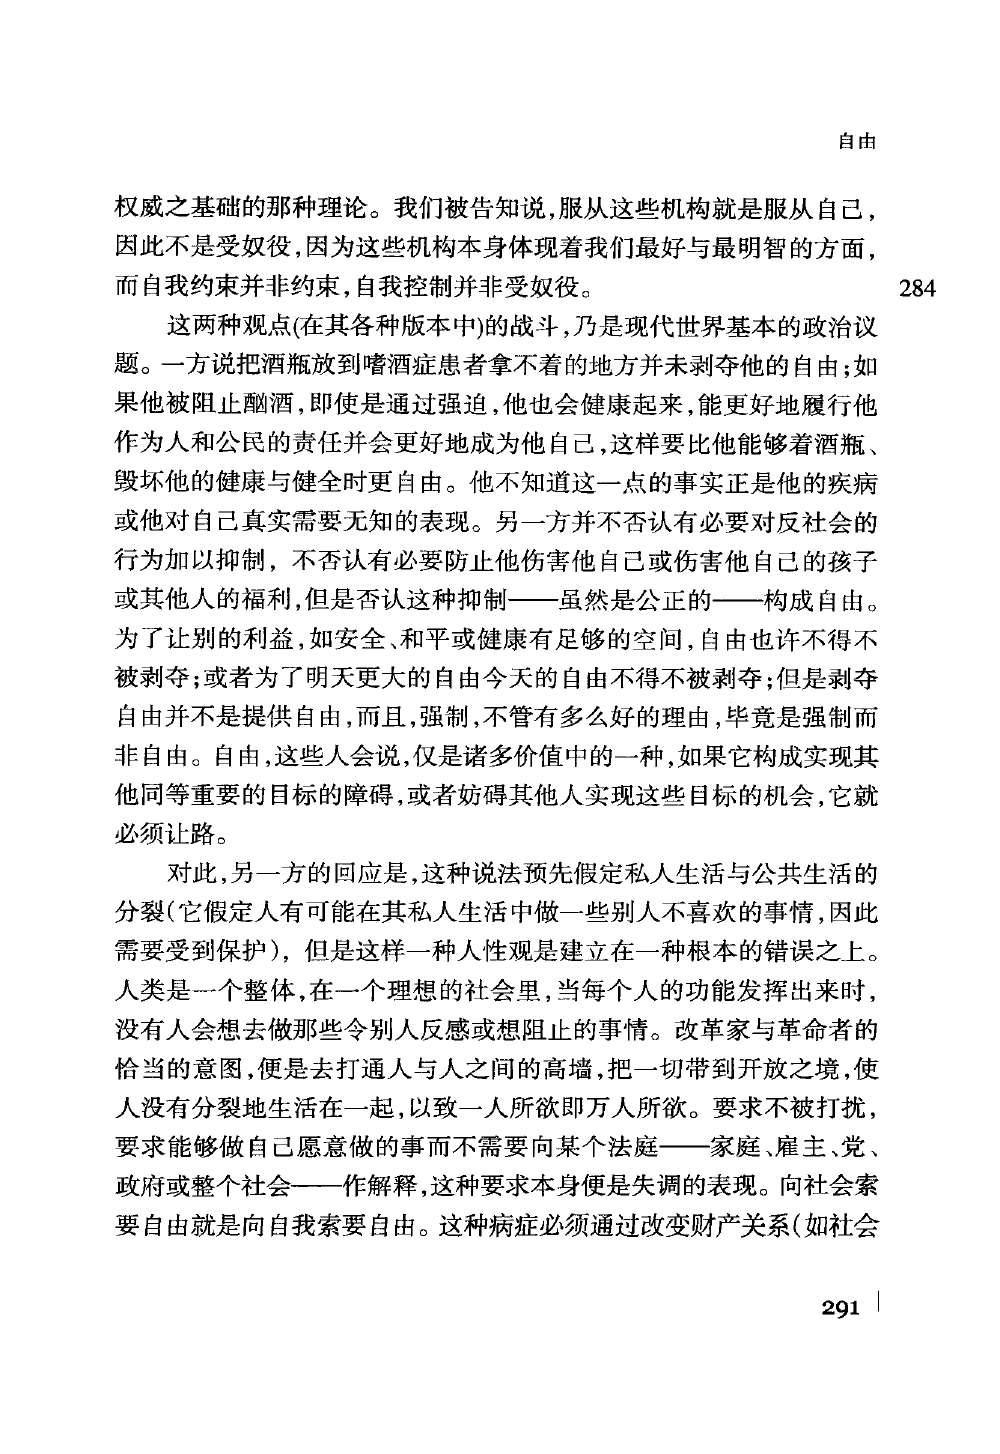 自由
权威之基础的那种理论。我们被告知说,服从这些机构就是服从自己,
因此不是受奴役,因为这些机构本身体现着我们最好与最明智的方面,
而自我约束并非约束,自我控制并非受奴役。 284
这两种观点(在其各种版本中)的战斗,乃是现代世界基本的政治议
题。一方说把酒瓶放到嗜酒症患者拿不着的地方并未剥夺他的自由;如
果他被阻止酗酒,即使是通过强迫,他也会健康起来,能更好地履行他
作为人和公民的责任并会更好地成为他自己,这样要比他能够着酒瓶、
毁坏他的健康与健全时更自由。他不知道这一点的事实正是他的疾病
或他对自己真实需要无知的表现。另一方并不否认有必要对反社会的
行为加以抑制, 不否认有必要防止他伤害他自己或伤害他自己的孩子
或其他人的福利,但是否认这种抑制——虽然是公正的——构成自由。
为了让别的利益,如安全、和平或健康有足够的空间,自由也许不得不
被剥夺;或者为了明天更大的自由今天的自由不得不被剥夺;但是剥夺
自由并不是提供自由,而且,强制,不管有多么好的理由,毕竟是强制而
非自由。自由,这些人会说,仅是诸多价值中的一种,如果它构成实现其
他同等重要的目标的障碍,或者妨碍其他人实现这些目标的机会,它就
必须让路。
对此,另一方的回应是,这种说法预先假定私人生活与公共生活的
分裂(它假定人有可能在其私人生活中做一些别人不喜欢的事情,因此
需要受到保护), 但是这样一种人性观是建立在一种根本的错误之上。
人类是一个整体,在一个理想的社会里,当每个人的功能发挥出来时,
没有人会想去做那些令别人反感或想阻止的事情。改革家与革命者的
恰当的意图,便是去打通人与人之间的高墙,把一切带到开放之境,使
人没有分裂地生活在一起,以致一人所欲即万人所欲。要求不被打扰,
要求能够做自己愿意做的事而不需要向某个法庭——家庭、雇主、党、
政府或整个社会——作解释,这种要求本身便是失调的表现。向社会索
要自由就是向自我索要自由。这种病症必须通过改变财产关系(如社会
291